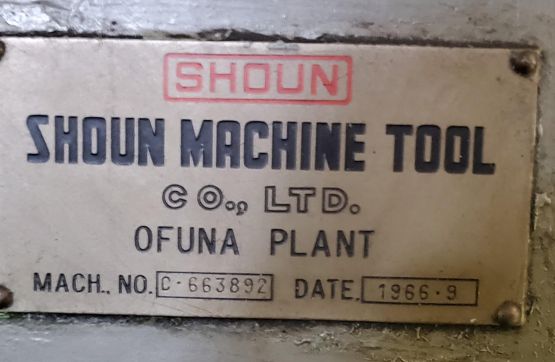 SHOUN
SHOUN MACHINE TOOL
CO., LTD.
OFUNA PLANT
MACH. NO. C-663892 DATE. 1966·9